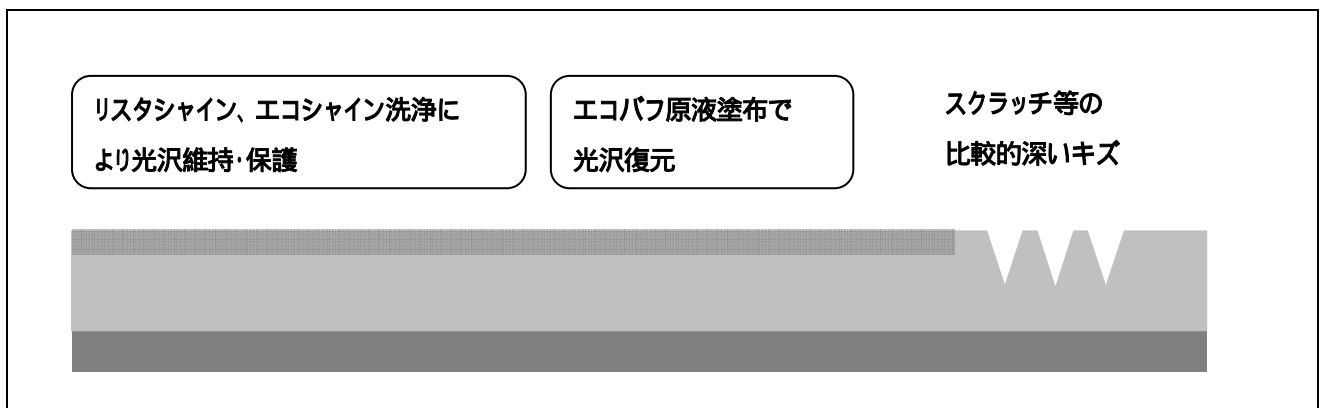 リスタシャイン、エコシャイン洗浄に
より光沢維持・保護
エコバフ原液塗布で
光沢復元
スクラッチ等の
比較的深いキズ